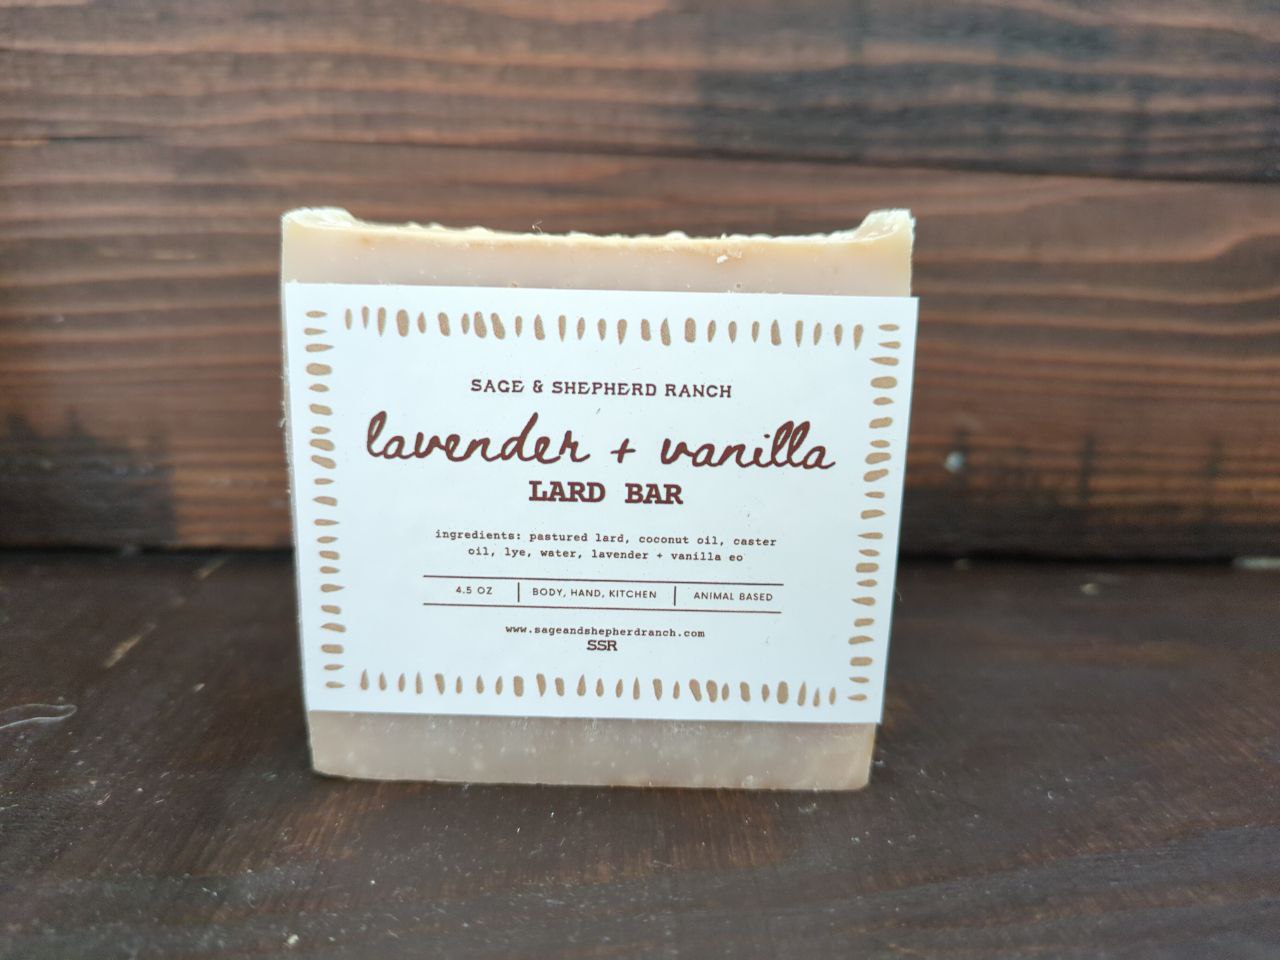 SAGE & SHEPHERD RANCH
lavender + vanilla
LARD BAR
ingredients: pastured lard, coconut oil, caster
oil, lye, water, lavender + vanilla eo
4.5 OZ | BODY, HAND, KITCHEN | ANIMAL BASED
www.sageandshepherdranch.com
SSR